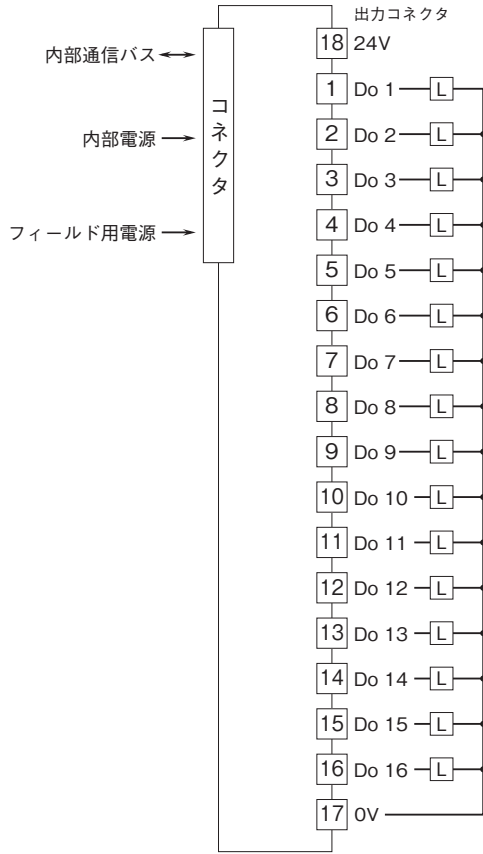 出力コネクタ
18 24V
内部通信バス
1 Do 1 L
コネクタ
2 Do 2 L
内部電源
3 Do 3 L
4 Do 4 L
フィールド用電源
5 Do 5 L
6 Do 6 L
7 Do 7 L
8 Do 8 L
9 Do 9 L
10 Do 10 L
11 Do 11 L
12 Do 12 L
13 Do 13 L
14 Do 14 L
15 Do 15 L
16 Do 16 L
17 0V